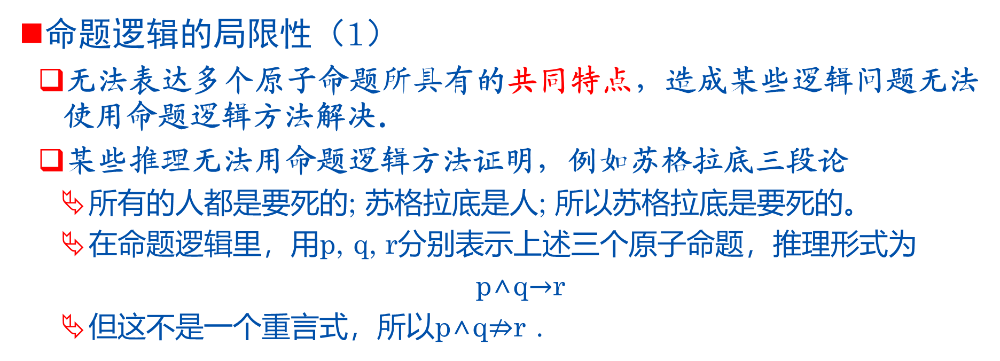 命题逻辑的局限性（1）
无法表达多个原子命题所具有的共同特点，造成某些逻辑问题无法
使用命题逻辑方法解决.
某些推理无法用命题逻辑方法证明，例如苏格拉底三段论
所有的人都是要死的; 苏格拉底是人; 所以苏格拉底是要死的。
在命题逻辑里，用p, q, r分别表示上述三个原子命题，推理形式为
p∧q→r
但这不是一个重言式，所以p∧q⇏r .